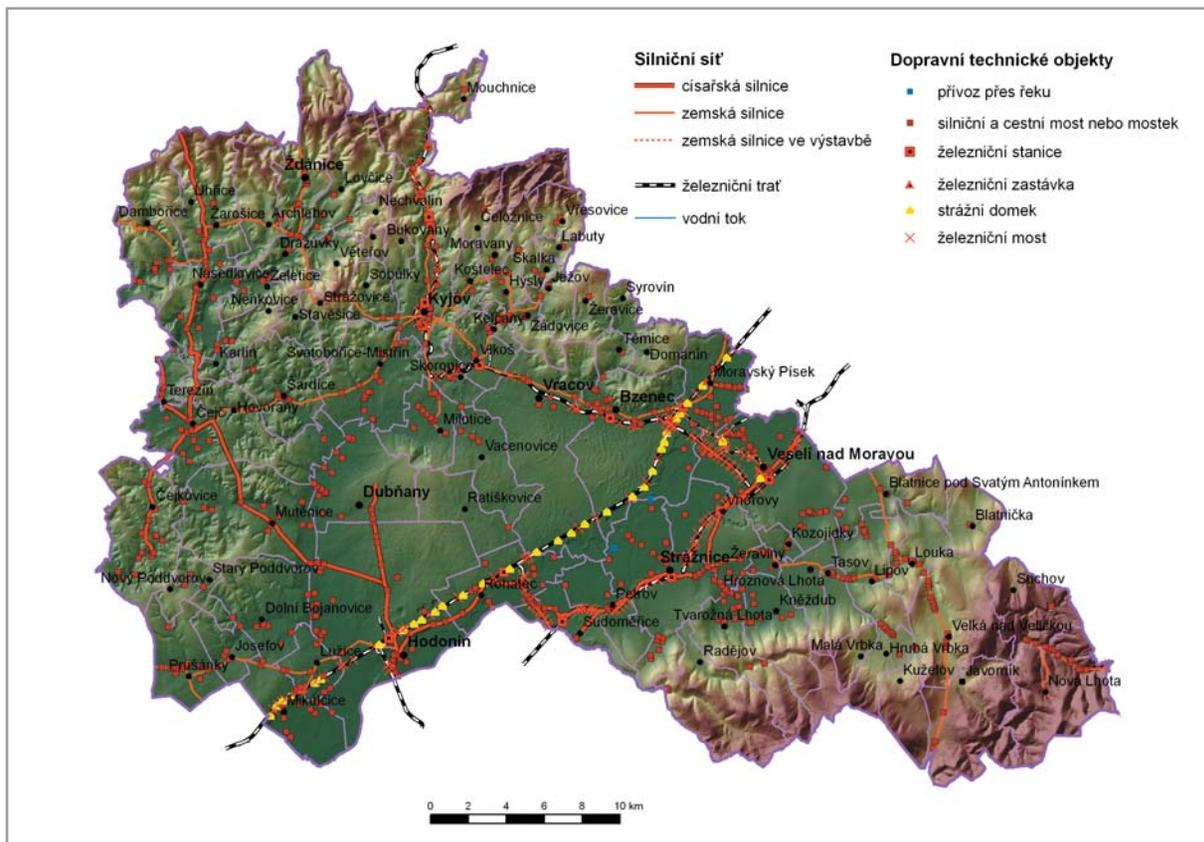 Silniční síť
císařská silnice
zemská silnice
zemská silnice ve výstavbě
železniční trať
vodní tok
Dopravní technické objekty
přívoz přes řeku
silniční a cestní most nebo mostek
železniční stanice
železniční zastávka
strážní domek
železniční most
Mouchnice
Ždánice
Lovčice
Uhřice
Nechvalín
Dambořice
Zarošice
Archlebov
Čeložnice
Vřesovice
Bukovany
Dražůvky
Moravany
Labuty
Věteřov
Skalka
Násedlovice
Želetice
Sobůlky
Kostelec
Hýsly
Ježov
Nenkovice
Strážovice
Syrovín
Stavěšice
Kyjov
Žeravice
Žádovice
Kelčany
Karlín
Svatobořice-Mistřín
Vlkoš
Těmice
Domanín
Skoronice
Moravský Písek
Terezín
Šardice
Vracov
Bzenec
Hovorany
Čejč
Milotice
Vacenovice
Veselí nad Moravou
Čejkovice
Dubňany
Ratíškovice
Blatnice pod Svatým Antonínkem
Mutěnice
Vnorovy
Blatnička
Kozojídky
Strážnice
Žeraviny
Louka
Nový Poddvorov
Starý Poddvorov
Rohatec
Hroznová Lhota
Tasov
Lipov
Suchov
Petrov
Kněždub
Dolní Bojanovice
Tvarožná Lhota
Sudoměřice
Velká nad Veličkou
Josefov
Lužice
Hodonín
Radějov
Malá Vrbka
Hrubá Vrbka
Prušánky
Kuželov
Javorník
Nová Lhota
Mikulčice
0 2 4 6 8 10 km